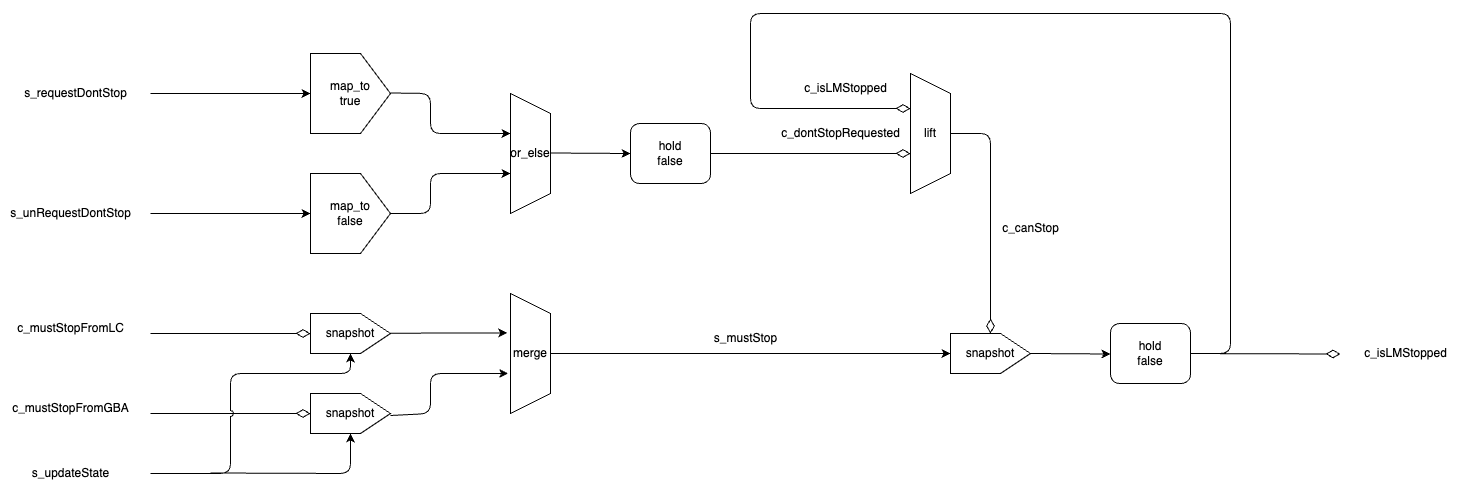 s_requestDontStop
map_to
true
s_unRequestDontStop
map_to
false
or_else
hold
false
c_isLMStopped
c_dontStopRequested
lift
c_canStop
c_mustStopFromLC
snapshot
c_mustStopFromGBA
snapshot
s_updateState
merge
s_mustStop
snapshot
hold
false
c_isLMStopped